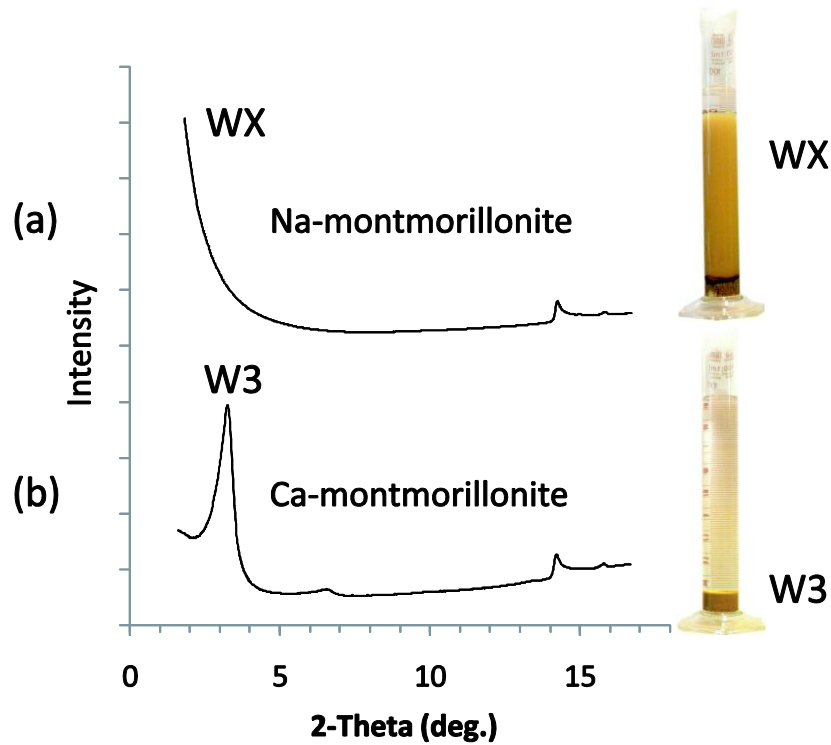 WX
(a)
Na-montmorillonite
WX
Intensity
W3
(b)
Ca-montmorillonite
W3
0 5 10 15
2-Theta (deg.)